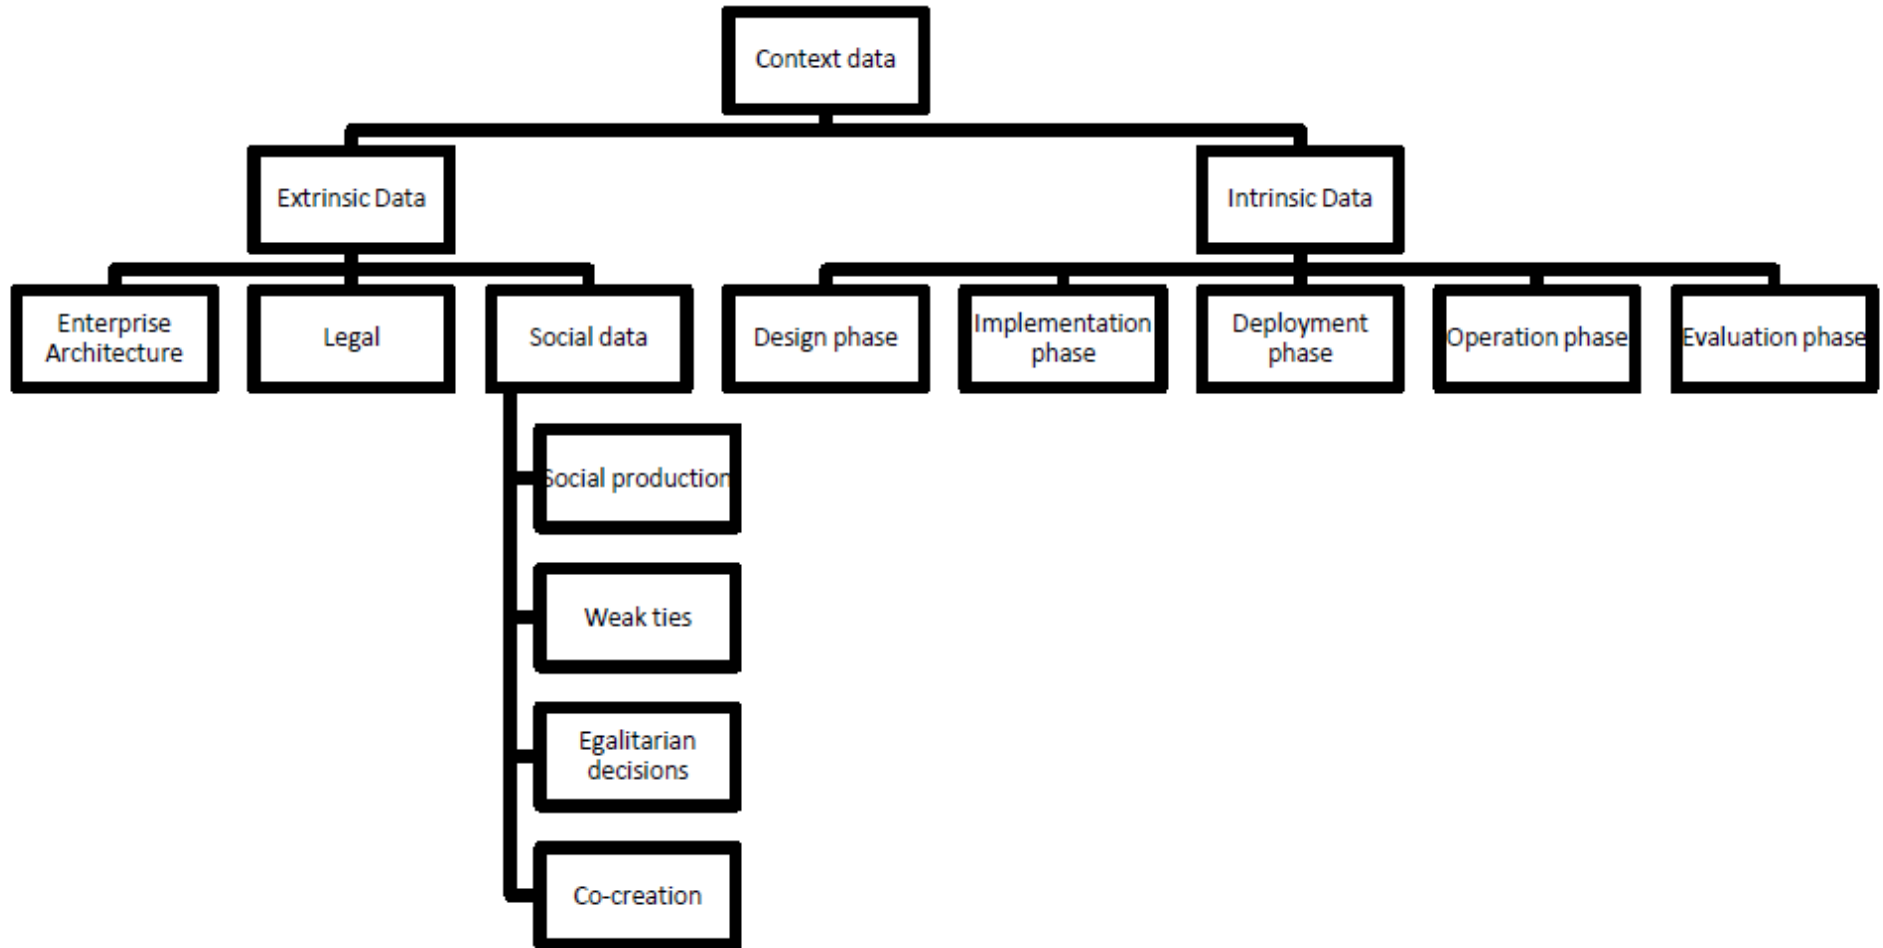 Context data
Extrinsic Data
Intrinsic Data
Enterprise
Architecture
Legal
Social data
Design phase
Implementation
phase
Deployment
phase
Operation phase
Evaluation phase
Social production
Weak ties
Egalitarian
decisions
Co-creation